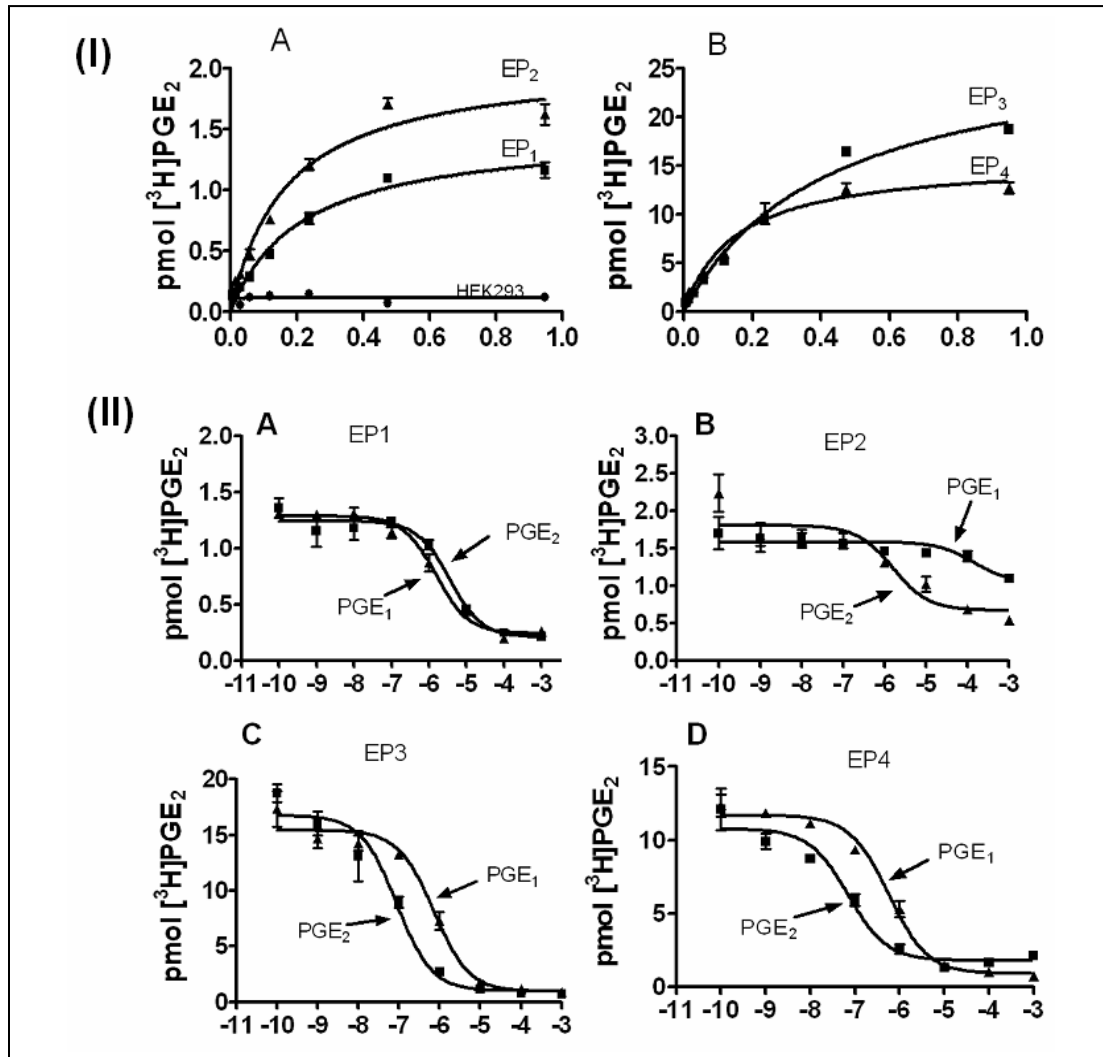 (I)
A
pmol [³H]PGE₂
2.0
1.5
1.0
0.5
0.0
EP₂
EP₁
HEK293
0.0 0.2 0.4 0.6 0.8 1.0
B
pmol [³H]PGE₂
25
20
15
10
5
0
EP₃
EP₄
0.0 0.2 0.4 0.6 0.8 1.0
(II)
A
EP1
pmol [³H]PGE₂
2.0
1.5
1.0
0.5
0.0
PGE₂
PGE₁
-11 -10 -9 -8 -7 -6 -5 -4 -3
B
EP2
pmol [³H]PGE₂
3.0
2.5
2.0
1.5
1.0
0.5
0.0
PGE₁
PGE₂
-11 -10 -9 -8 -7 -6 -5 -4 -3
C
EP3
pmol [³H]PGE₂
20
15
10
5
0
PGE₁
PGE₂
-11 -10 -9 -8 -7 -6 -5 -4 -3
D
EP4
pmol [³H]PGE₂
15
10
5
0
PGE₁
PGE₂
-11 -10 -9 -8 -7 -6 -5 -4 -3